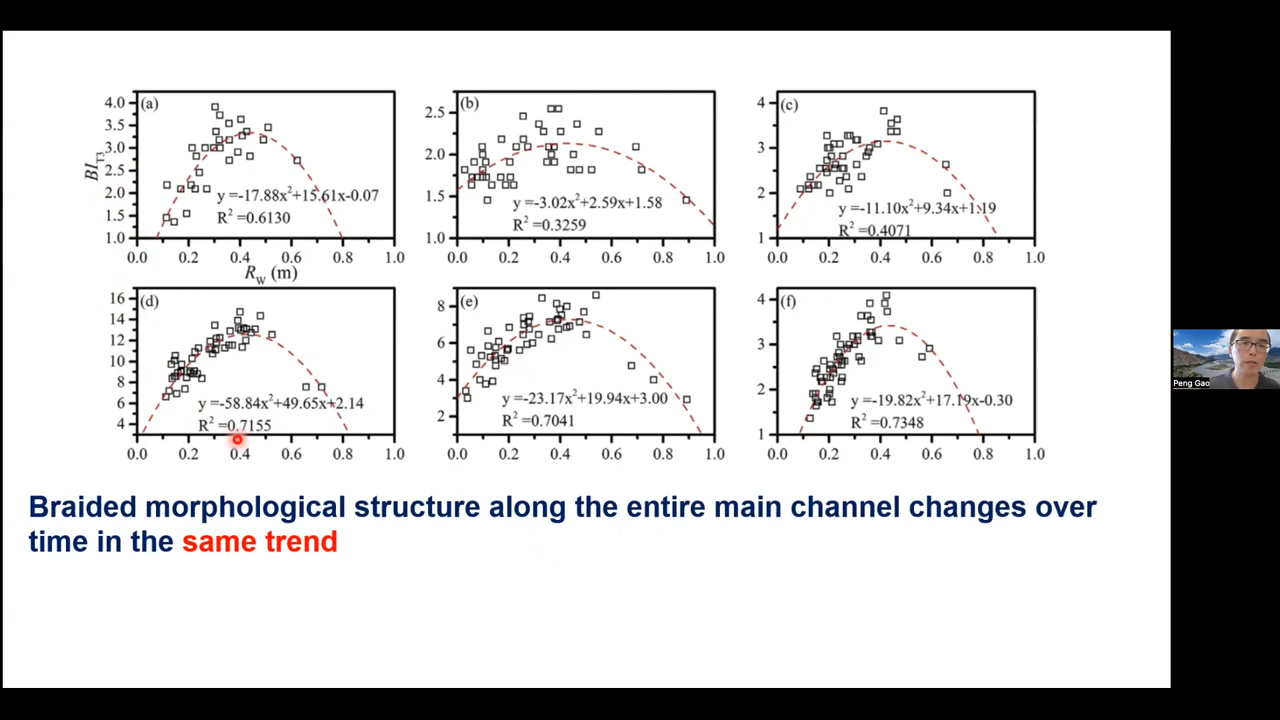 (a)
4.0
3.5
3.0
2.5
2.0
1.5
1.0
BI_T3
y =-17.88x²+15.61x-0.07
R²=0.6130
0.0 0.2 0.4 0.6 0.8 1.0
R_W (m)
(b)
2.5
2.0
1.5
1.0
y =-3.02x²+2.59x+1.58
R²=0.3259
0.0 0.2 0.4 0.6 0.8 1.0
(c)
4
3
2
1
y =-11.10x²+9.34x+1.19
R²=0.4071
0.0 0.2 0.4 0.6 0.8 1.0
(d)
16
14
12
10
8
6
4
y =-58.84x²+49.65x+2.14
R²=0.7155
0.0 0.2 0.4 0.6 0.8 1.0
(e)
8
6
4
2
y =-23.17x²+19.94x+3.00
R²=0.7041
0.0 0.2 0.4 0.6 0.8 1.0
(f)
4
3
2
1
y =-19.82x²+17.19x-0.30
R²=0.7348
0.0 0.2 0.4 0.6 0.8 1.0
Braided morphological structure along the entire main channel changes over
time in the same trend
Peng Gao